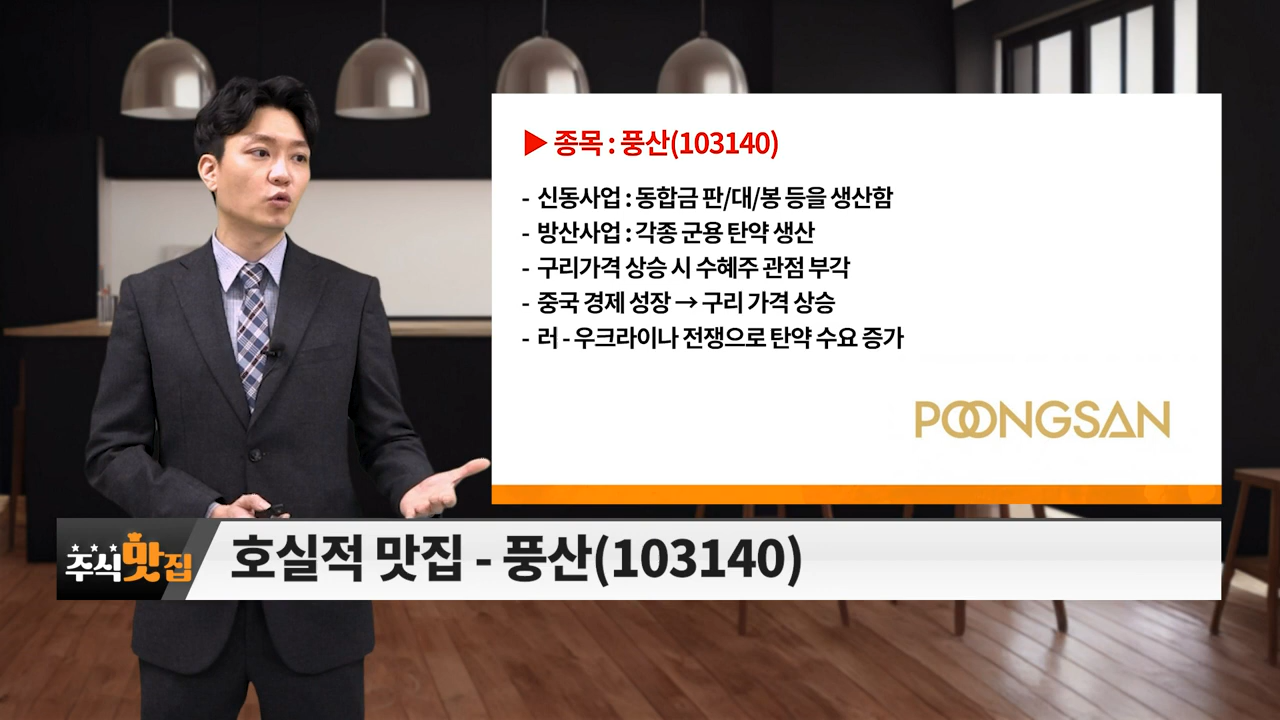 ▶ 종목 : 풍산(103140)
- 신동사업 : 동합금 판/대/봉 등을 생산함
- 방산사업 : 각종 군용 탄약 생산
- 구리가격 상승 시 수혜주 관점 부각
- 중국 경제 성장 → 구리 가격 상승
- 러 - 우크라이나 전쟁으로 탄약 수요 증가
POONGSAN
주식맛집
호실적 맛집 - 풍산(103140)